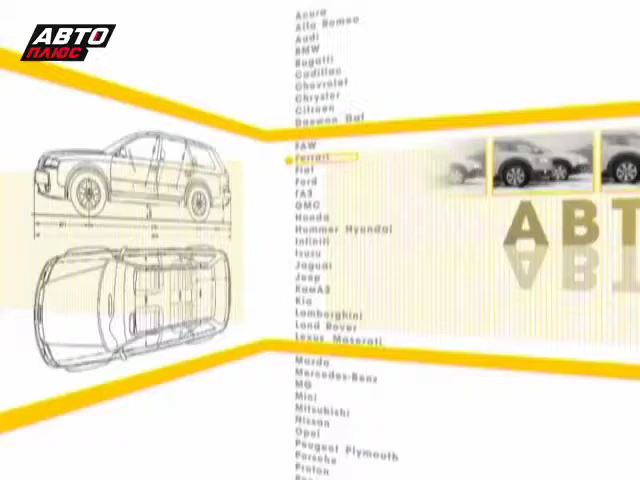 АВТО
ПЛЮС
Acura
Alfa Romeo
Audi
BMW
Bugatti
Cadillac
Chevrolet
Chrysler
Citroen
Daewoo Daf
FAW
Ferrari
Fiat
Ford
ГАЗ
GMC
Honda
Hummer Hyundai
Infiniti
Isuzu
Jaguar
Jeep
КамАЗ
Kia
Lamborghini
Land Rover
Lexus Maserati
Mazda
Mercedes-Benz
MG
Mini
Mitsubishi
Nissan
Opel
Peugeot Plymouth
Porsche
Proton
АВТ